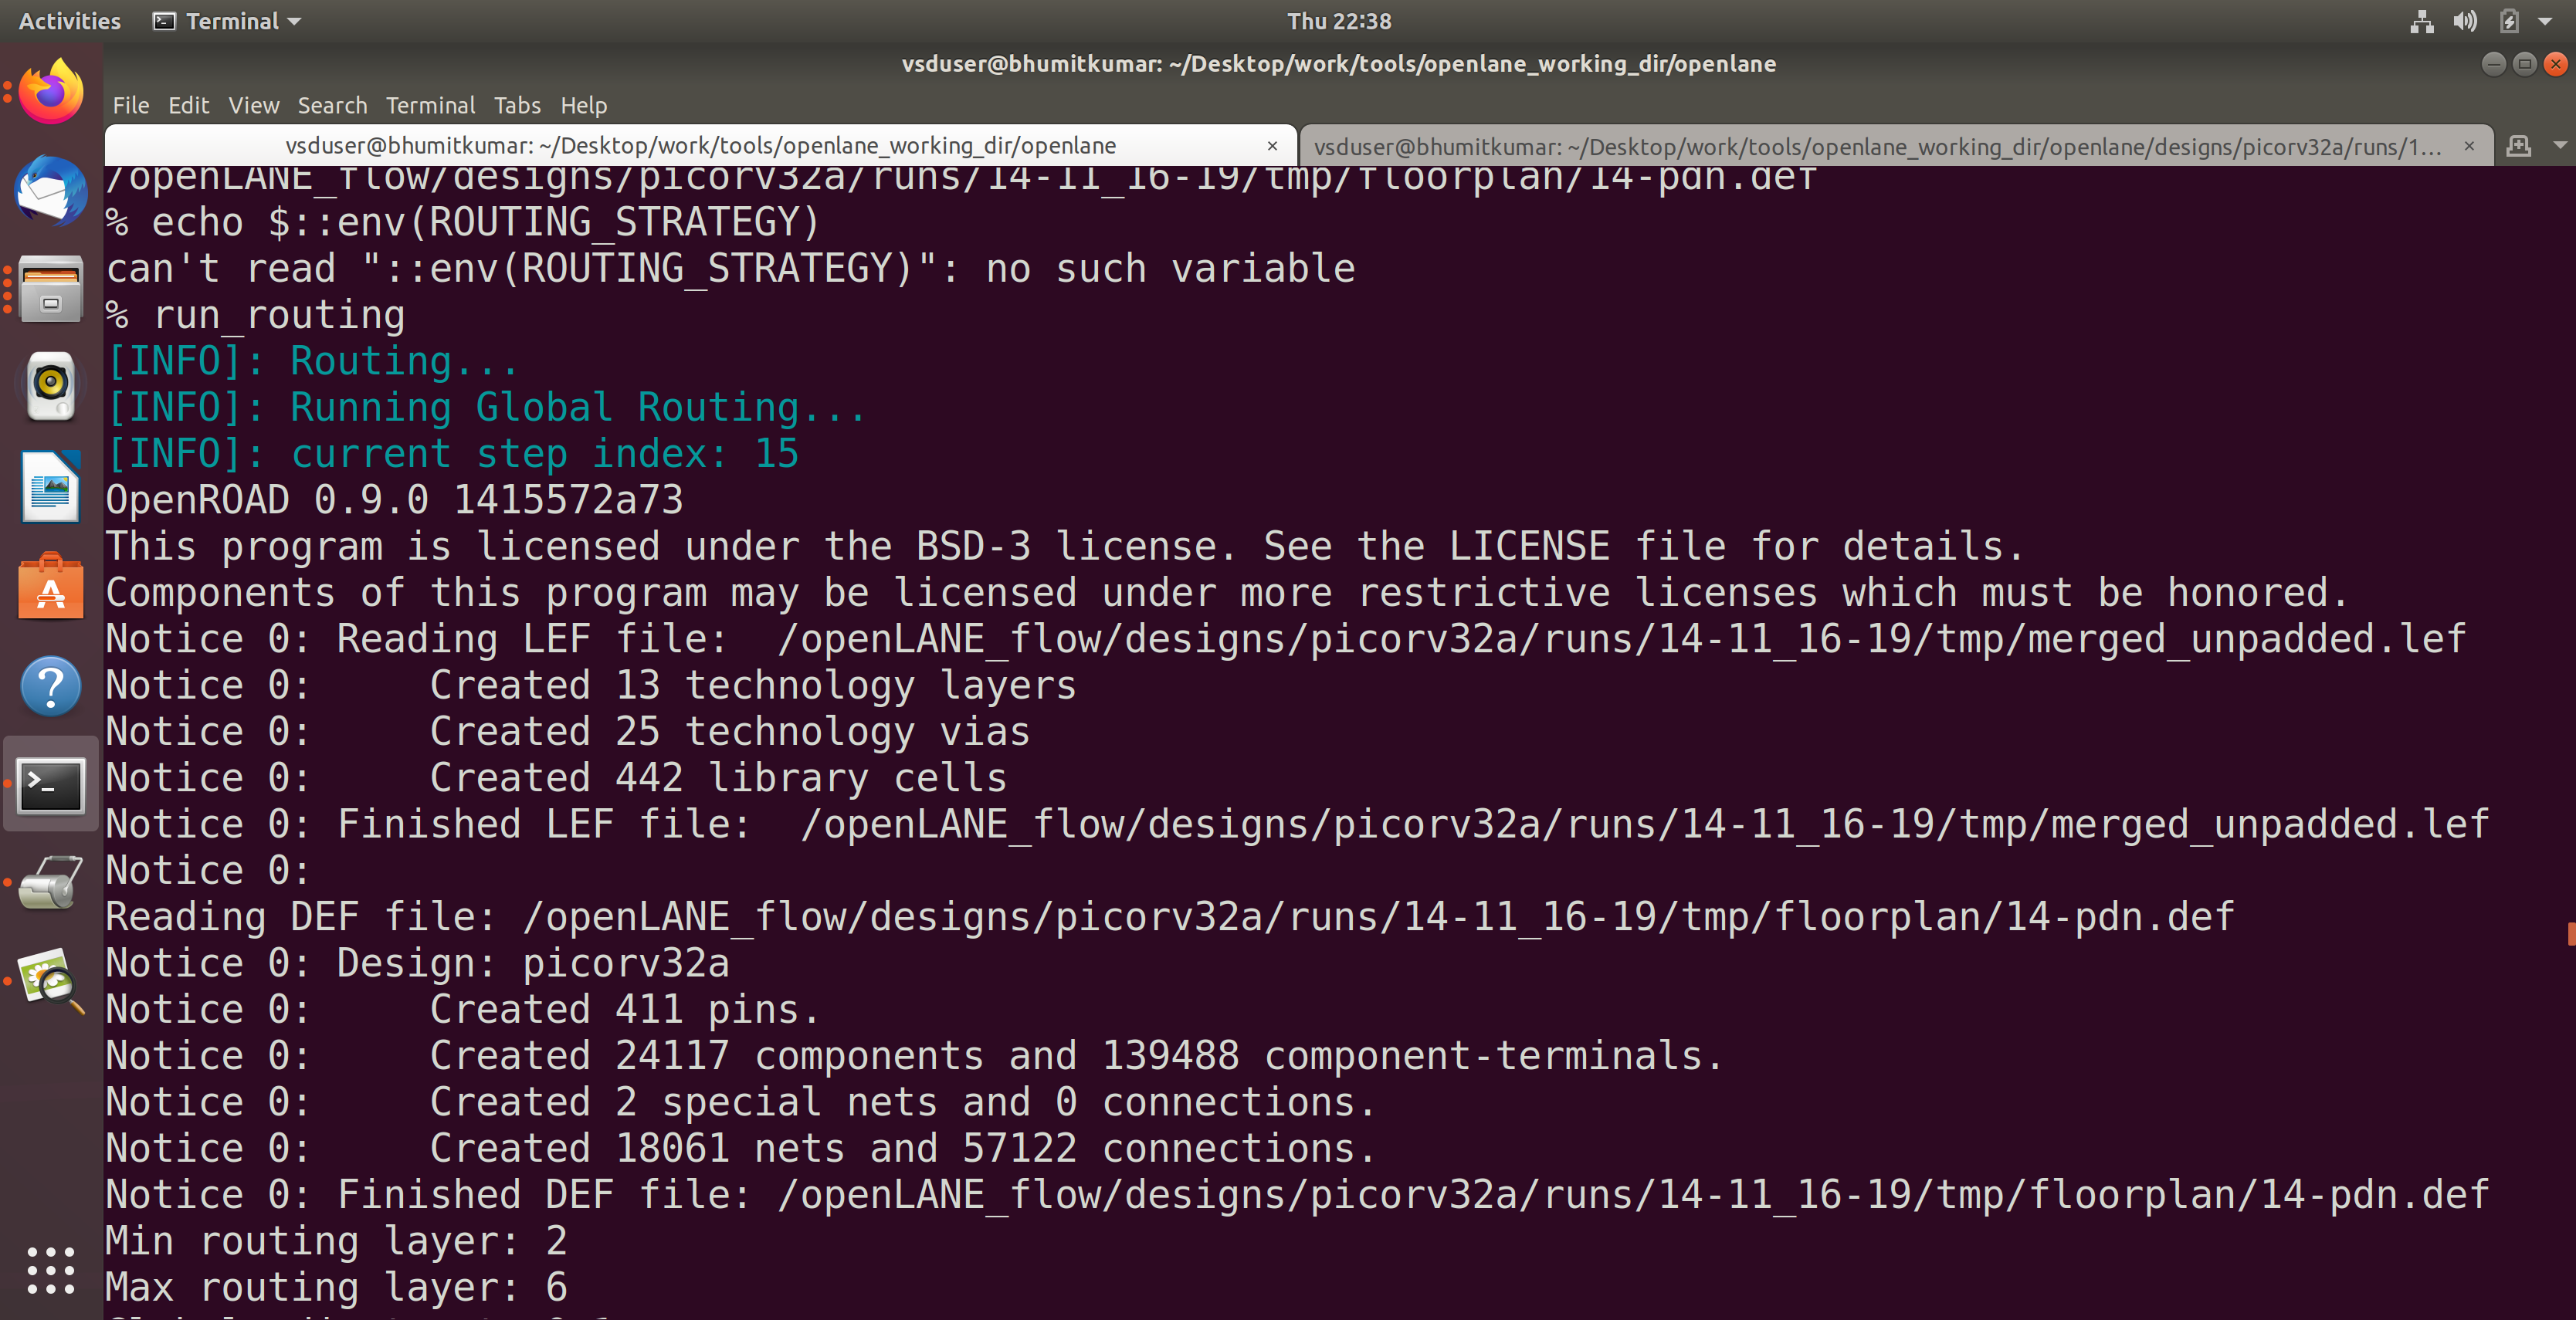 Activities Terminal Thu 22:38
vsduser@bhumitkumar: ~/Desktop/work/tools/openlane_working_dir/openlane
File Edit View Search Terminal Tabs Help
vsduser@bhumitkumar: ~/Desktop/work/tools/openlane_working_dir/openlane × vsduser@bhumitkumar: ~/Desktop/work/tools/openlane_working_dir/openlane/designs/picorv32a/runs/1... ×
/openLANE_flow/designs/picorv32a/runs/14-11_16-19/tmp/floorplan/14-pdn.def
% echo $::env(ROUTING_STRATEGY)
can't read "::env(ROUTING_STRATEGY)": no such variable
% run_routing
[INFO]: Routing...
[INFO]: Running Global Routing...
[INFO]: current step index: 15
OpenROAD 0.9.0 1415572a73
This program is licensed under the BSD-3 license. See the LICENSE file for details.
Components of this program may be licensed under more restrictive licenses which must be honored.
Notice 0: Reading LEF file:  /openLANE_flow/designs/picorv32a/runs/14-11_16-19/tmp/merged_unpadded.lef
Notice 0:     Created 13 technology layers
Notice 0:     Created 25 technology vias
Notice 0:     Created 442 library cells
Notice 0: Finished LEF file:  /openLANE_flow/designs/picorv32a/runs/14-11_16-19/tmp/merged_unpadded.lef
Notice 0:
Reading DEF file: /openLANE_flow/designs/picorv32a/runs/14-11_16-19/tmp/floorplan/14-pdn.def
Notice 0: Design: picorv32a
Notice 0:     Created 411 pins.
Notice 0:     Created 24117 components and 139488 component-terminals.
Notice 0:     Created 2 special nets and 0 connections.
Notice 0:     Created 18061 nets and 57122 connections.
Notice 0: Finished DEF file: /openLANE_flow/designs/picorv32a/runs/14-11_16-19/tmp/floorplan/14-pdn.def
Min routing layer: 2
Max routing layer: 6